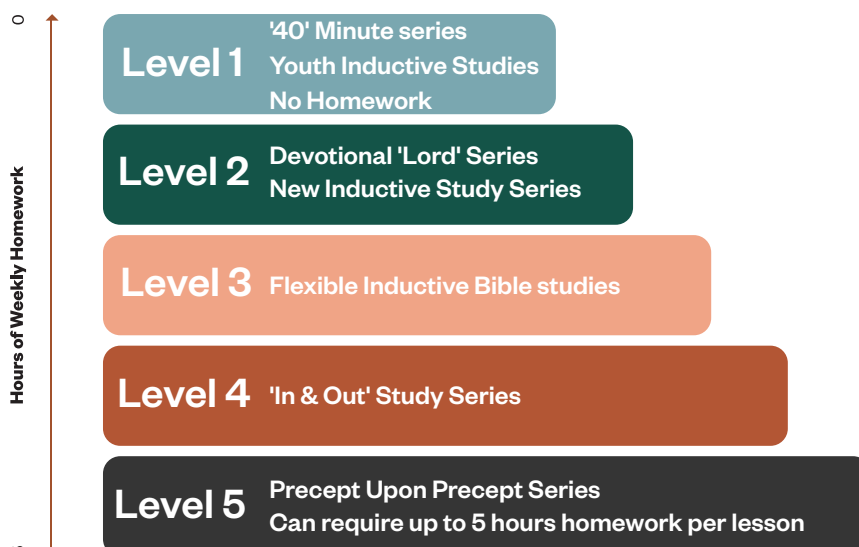 0
Hours of Weekly Homework
Level 1
'40' Minute series
Youth Inductive Studies
No Homework
Level 2
Devotional 'Lord' Series
New Inductive Study Series
Level 3
Flexible Inductive Bible studies
Level 4
'In & Out' Study Series
Level 5
Precept Upon Precept Series
Can require up to 5 hours homework per lesson